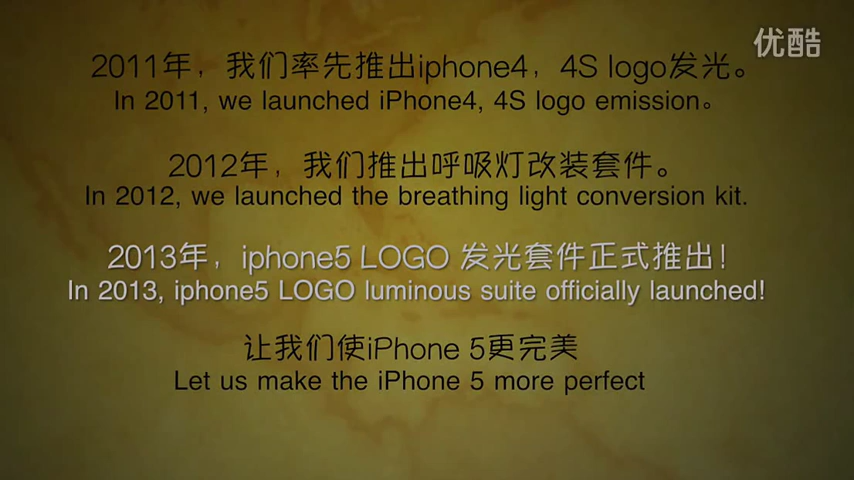 优酷
2011年，我们率先推出iphone4，4S logo发光。
In 2011, we launched iPhone4, 4S logo emission。
2012年，我们推出呼吸灯改装套件。
In 2012, we launched the breathing light conversion kit.
2013年，iphone5 LOGO 发光套件正式推出！
In 2013, iphone5 LOGO luminous suite officially launched!
让我们使iPhone 5更完美
Let us make the iPhone 5 more perfect